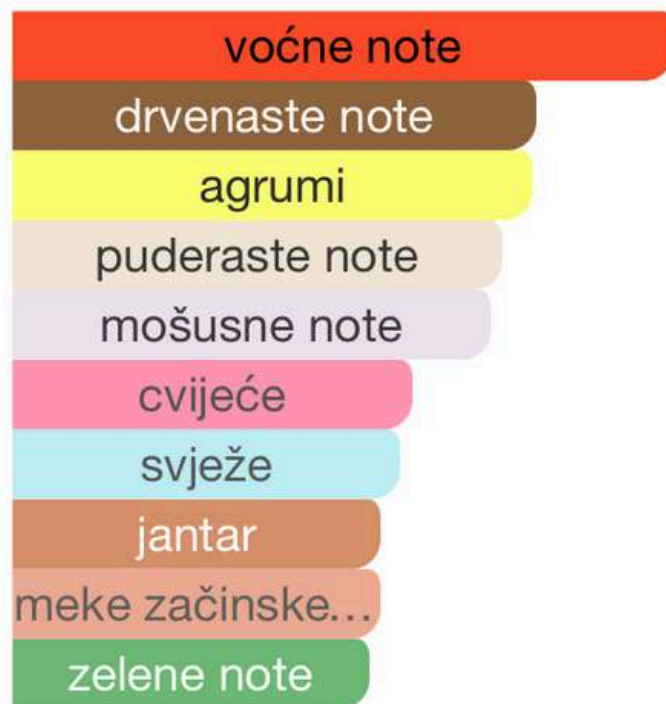 voćne note
drvenaste note
agrumi
puderaste note
mošusne note
cvijeće
svježe
jantar
meke začinske...
zelene note